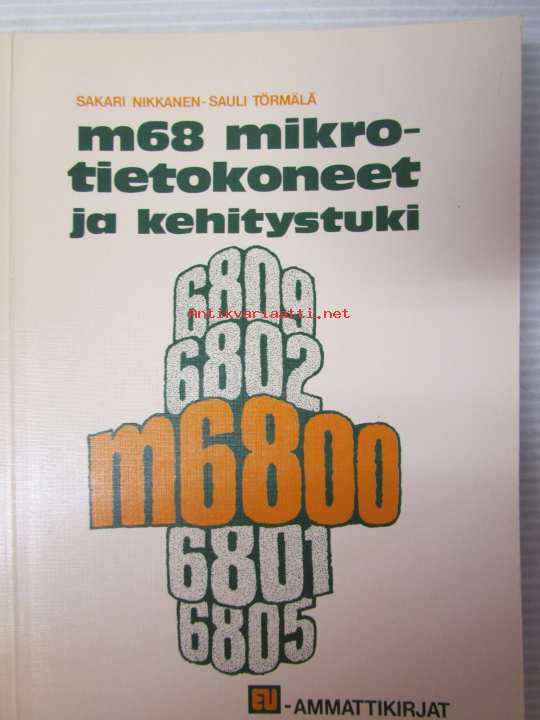 SAKARI NIKKANEN - SAULI TÖRMÄLÄ
m68 mikro-
tietokoneet
ja kehitystuki
6809
Antikvariaatti.net
6802
m6800
6801
6805
EU - AMMATTIKIRJAT